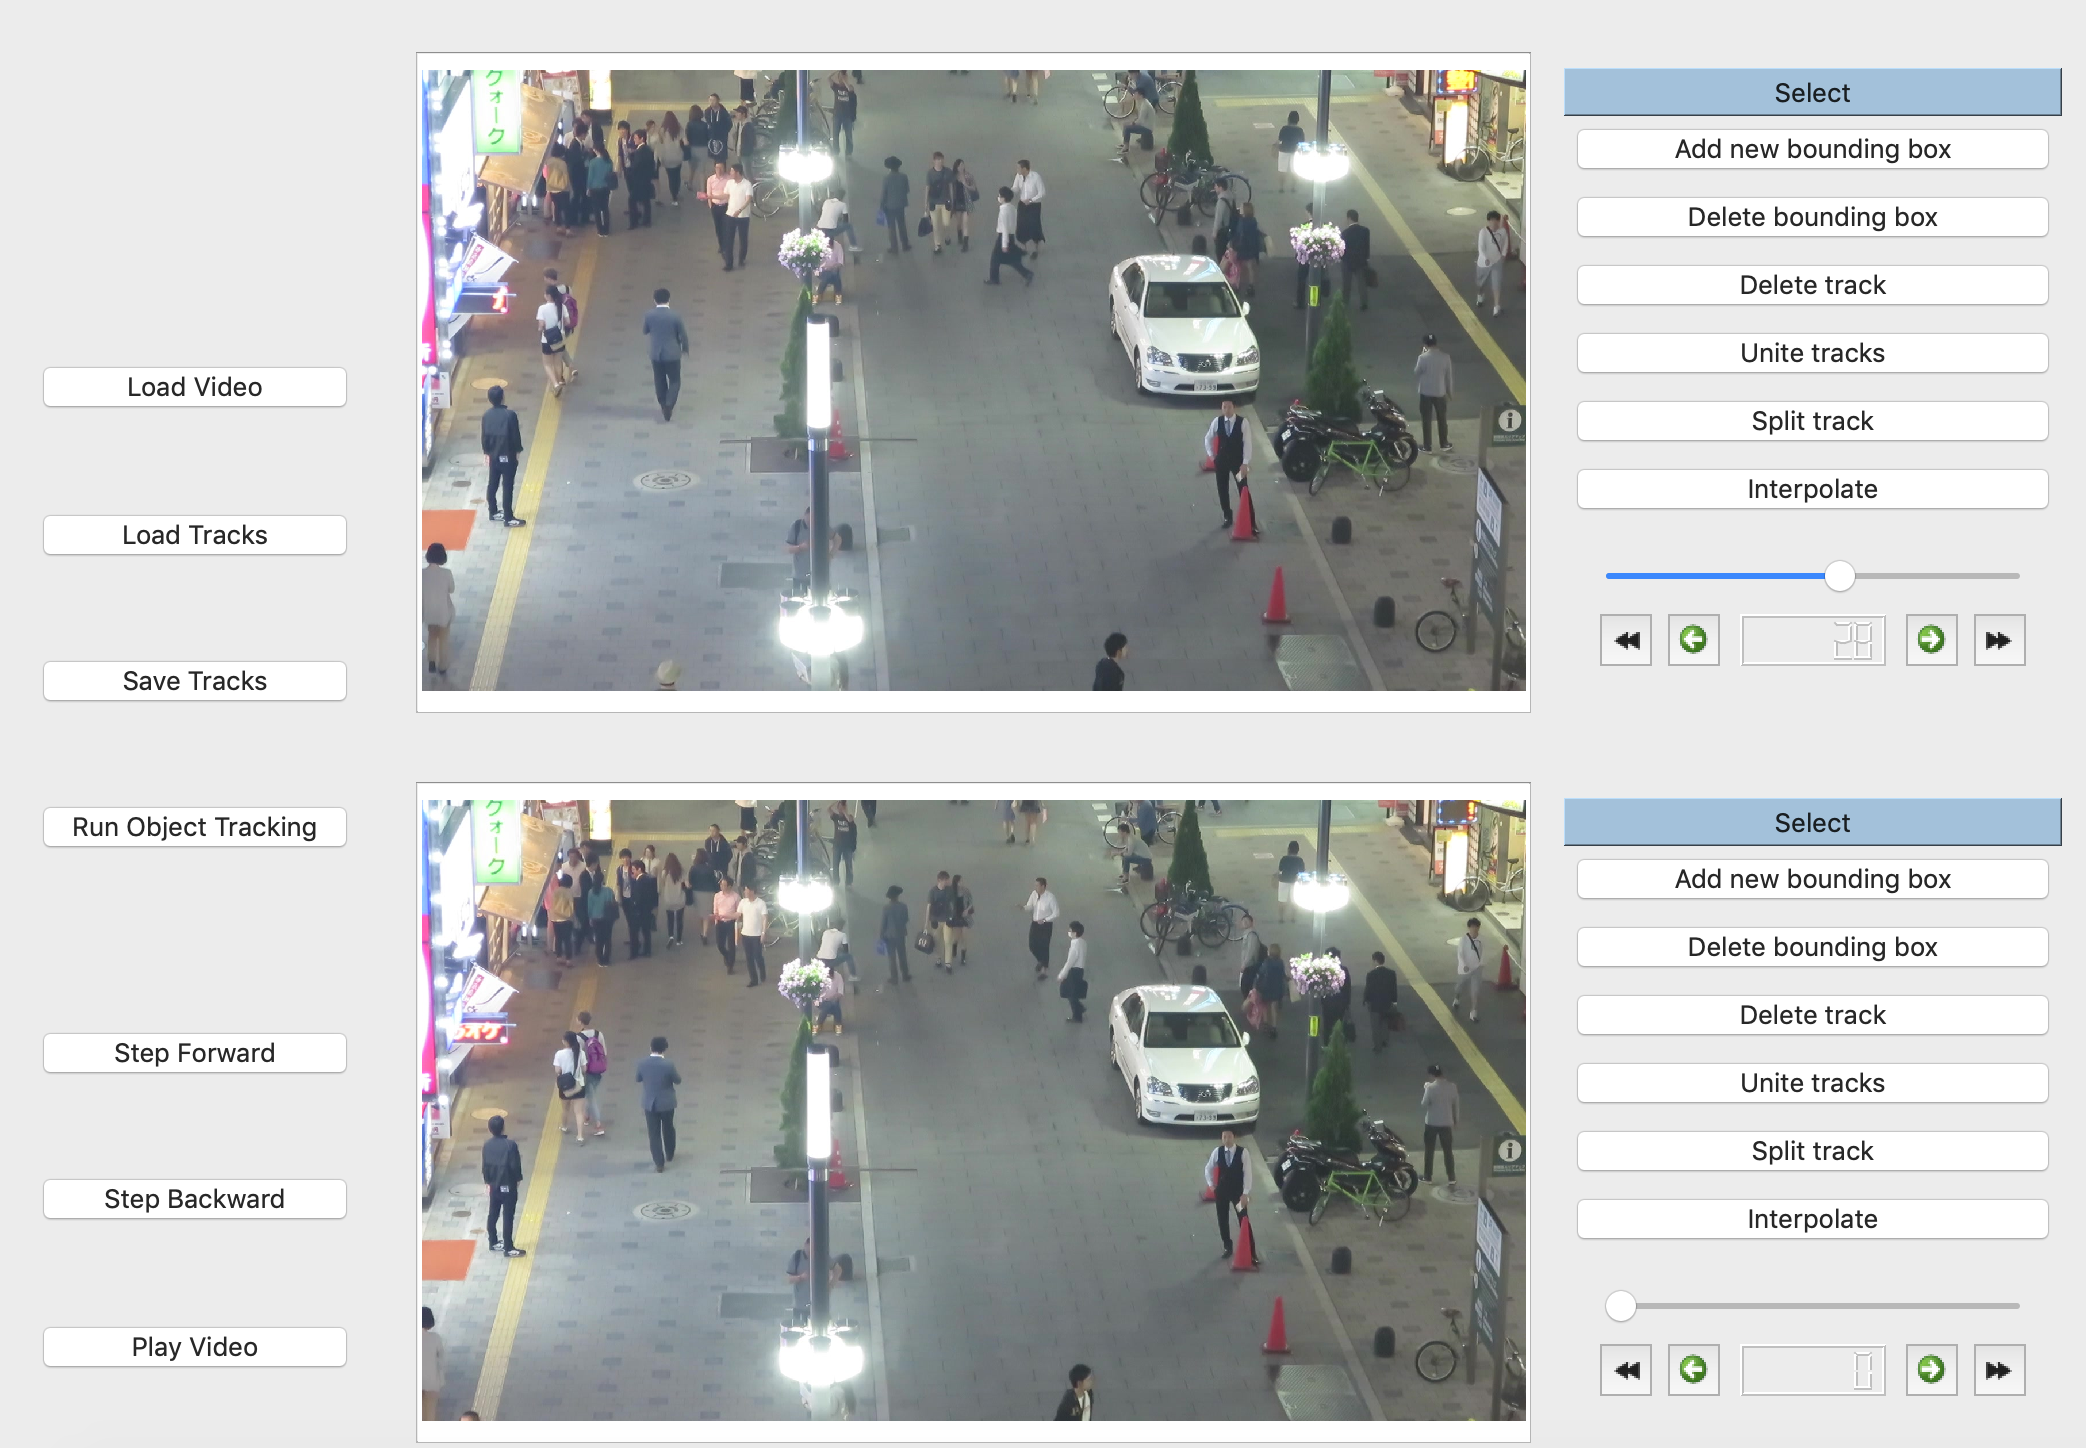 Load Video
Load Tracks
Save Tracks
Run Object Tracking
Step Forward
Step Backward
Play Video
フォーク
i
Select
Add new bounding box
Delete bounding box
Delete track
Unite tracks
Split track
Interpolate
28
フォーク
i
Select
Add new bounding box
Delete bounding box
Delete track
Unite tracks
Split track
Interpolate
0